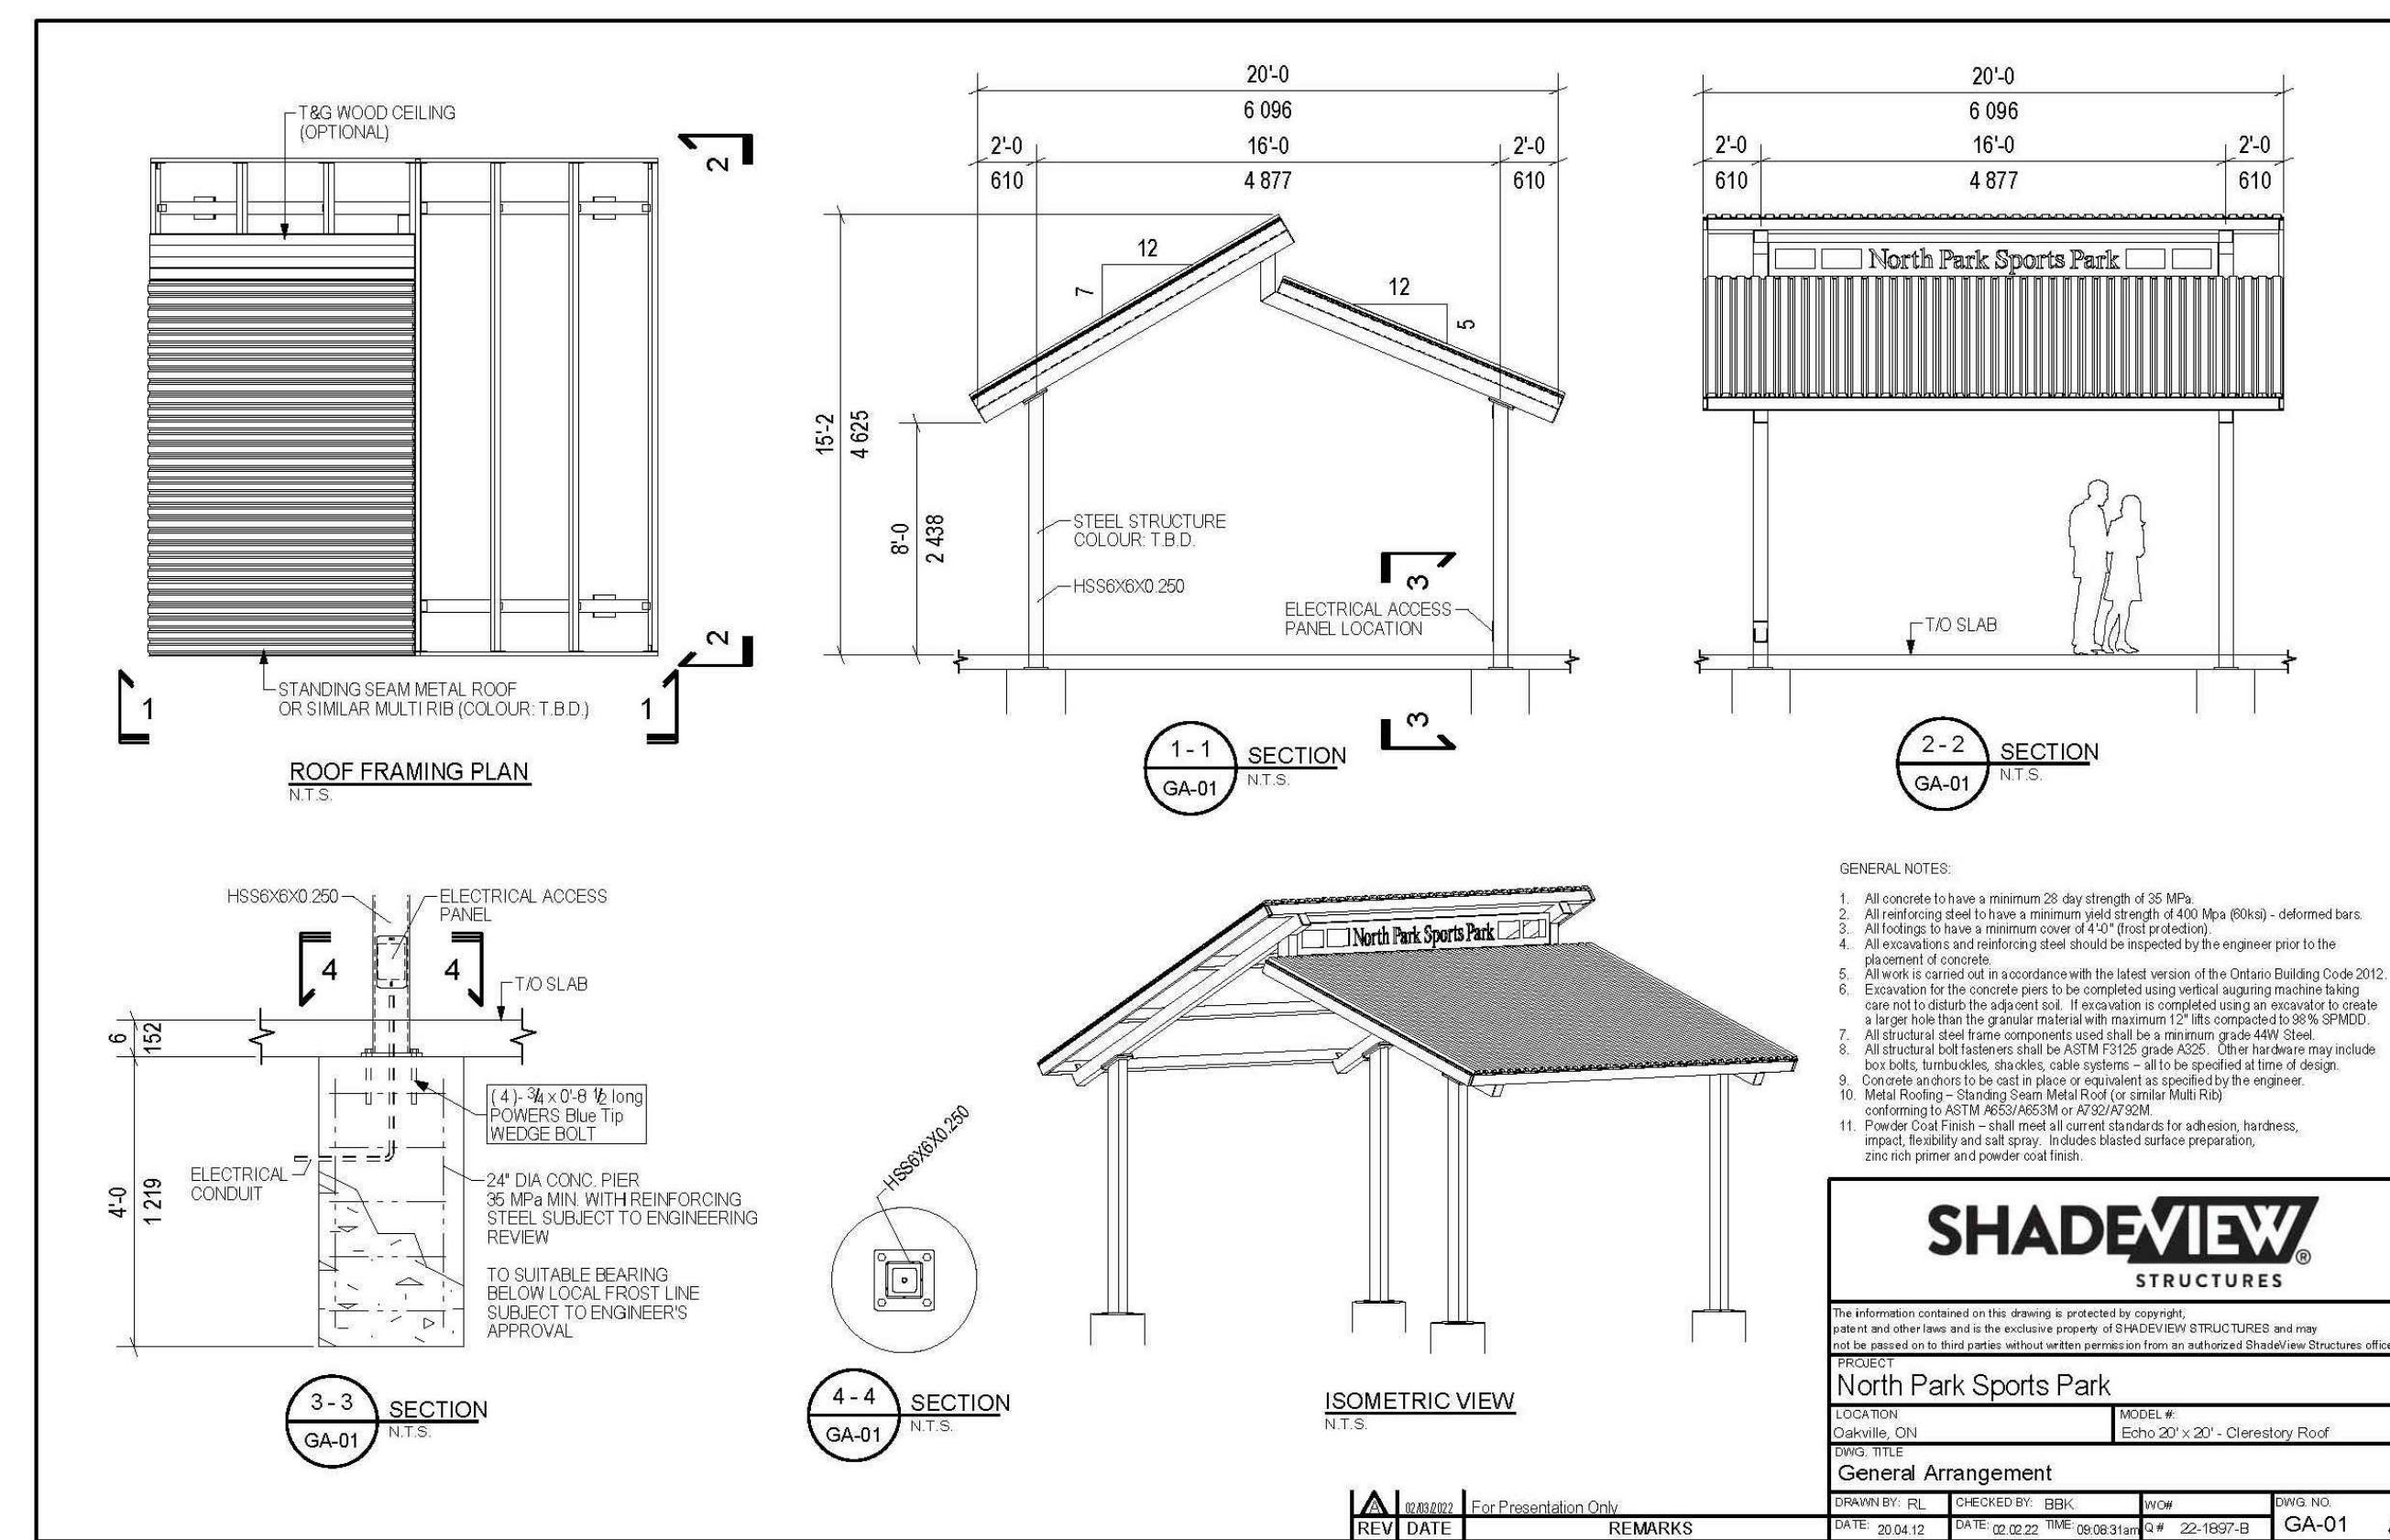 T&G WOOD CEILING
(OPTIONAL)
2
2
1
1
STANDING SEAM METAL ROOF
OR SIMILAR MULTI RIB (COLOUR: T.B.D.)
ROOF FRAMING PLAN
N.T.S.
20'-0
6 096
2'-0
16'-0
2'-0
610
4 877
610
12
7
12
5
15'-2
4 625
8'-0
2 438
STEEL STRUCTURE
COLOUR: T.B.D.
HSS6X6X0.250
3
ELECTRICAL ACCESS
PANEL LOCATION
3
1 - 1
GA-01
SECTION
N.T.S.
20'-0
6 096
2'-0
16'-0
2'-0
610
4 877
610
North Park Sports Park
T/O SLAB
2 - 2
GA-01
SECTION
N.T.S.
HSS6X6X0.250
ELECTRICAL ACCESS
PANEL
4
4
T/O SLAB
6
152
(4)- 3/4 x 0'-8 1/2 long
POWERS Blue Tip
WEDGE BOLT
ELECTRICAL
CONDUIT
4'-0
1 219
24" DIA CONC. PIER
35 MPa MIN. WITH REINFORCING
STEEL SUBJECT TO ENGINEERING
REVIEW
TO SUITABLE BEARING
BELOW LOCAL FROST LINE
SUBJECT TO ENGINEER'S
APPROVAL
3 - 3
GA-01
SECTION
N.T.S.
HSS6X6X0.250
4 - 4
GA-01
SECTION
N.T.S.
North Park Sports Park
ISOMETRIC VIEW
N.T.S.
GENERAL NOTES:
1. All concrete to have a minimum 28 day strength of 35 MPa.
2. All reinforcing steel to have a minimum yield strength of 400 Mpa (60ksi) - deformed bars.
3. All footings to have a minimum cover of 4'-0" (frost protection).
4. All excavations and reinforcing steel should be inspected by the engineer prior to the
placement of concrete.
5. All work is carried out in accordance with the latest version of the Ontario Building Code 2012.
6. Excavation for the concrete piers to be completed using vertical auguring machine taking
care not to disturb the adjacent soil. If excavation is completed using an excavator to create
a larger hole than the granular material with maximum 12" lifts compacted to 98% SPMDD.
7. All structural steel frame components used shall be a minimum grade 44W Steel.
8. All structural bolt fasteners shall be ASTM F3125 grade A325. Other hardware may include
box bolts, turnbuckles, shackles, cable systems – all to be specified at time of design.
9. Concrete anchors to be cast in place or equivalent as specified by the engineer.
10. Metal Roofing – Standing Seam Metal Roof (or similar Multi Rib)
conforming to ASTM A653/A653M or A792/A792M.
11. Powder Coat Finish – shall meet all current standards for adhesion, hardness,
impact, flexibility and salt spray. Includes blasted surface preparation,
zinc rich primer and powder coat finish.
SHADEVIEW®
STRUCTURES
The information contained on this drawing is protected by copyright,
patent and other laws and is the exclusive property of SHADEVIEW STRUCTURES and may
not be passed on to third parties without written permission from an authorized ShadeView Structures office
PROJECT
North Park Sports Park
LOCATION
Oakville, ON
MODEL #:
Echo 20' x 20' - Clerestory Roof
DWG. TITLE
General Arrangement
DRAWN BY: RL
CHECKED BY: BBK
WO#
DWG. NO.
DATE: 20.04.12
DATE: 02.02.22 TIME: 09:08:31am
Q # 22-1897-B
GA-01
A 02/03/2022 For Presentation Only
REV DATE REMARKS